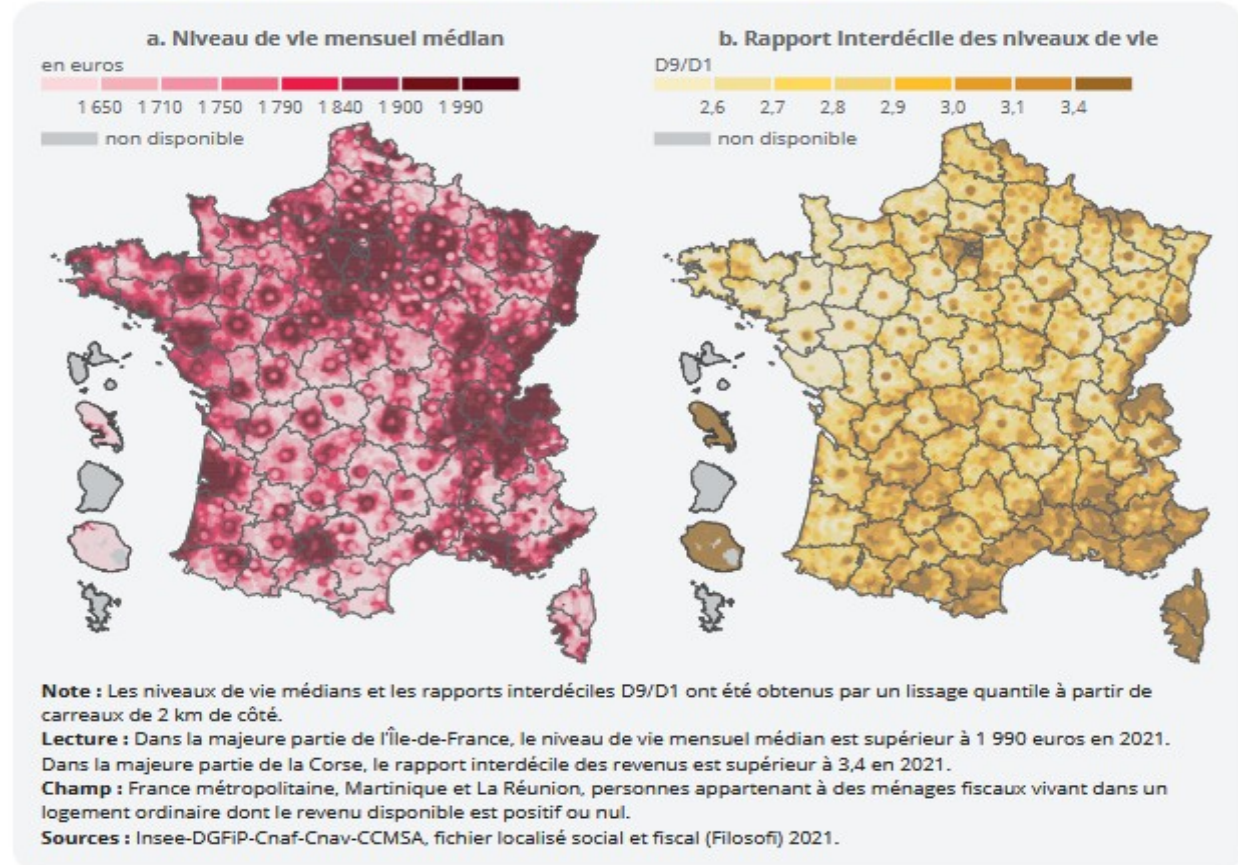 a. Niveau de vie mensuel médian
en euros
1 650 1 710 1 750 1 790 1 840 1 900 1 990
non disponible
b. Rapport interdécile des niveaux de vie
D9/D1
2,6 2,7 2,8 2,9 3,0 3,1 3,4
non disponible
Note : Les niveaux de vie médians et les rapports interdéciles D9/D1 ont été obtenus par un lissage quantile à partir de
carreaux de 2 km de côté.
Lecture : Dans la majeure partie de l'Île-de-France, le niveau de vie mensuel médian est supérieur à 1 990 euros en 2021.
Dans la majeure partie de la Corse, le rapport interdécile des revenus est supérieur à 3,4 en 2021.
Champ : France métropolitaine, Martinique et La Réunion, personnes appartenant à des ménages fiscaux vivant dans un
logement ordinaire dont le revenu disponible est positif ou nul.
Sources : Insee-DGFiP-Cnaf-Cnav-CCMSA, fichier localisé social et fiscal (Filosofi) 2021.